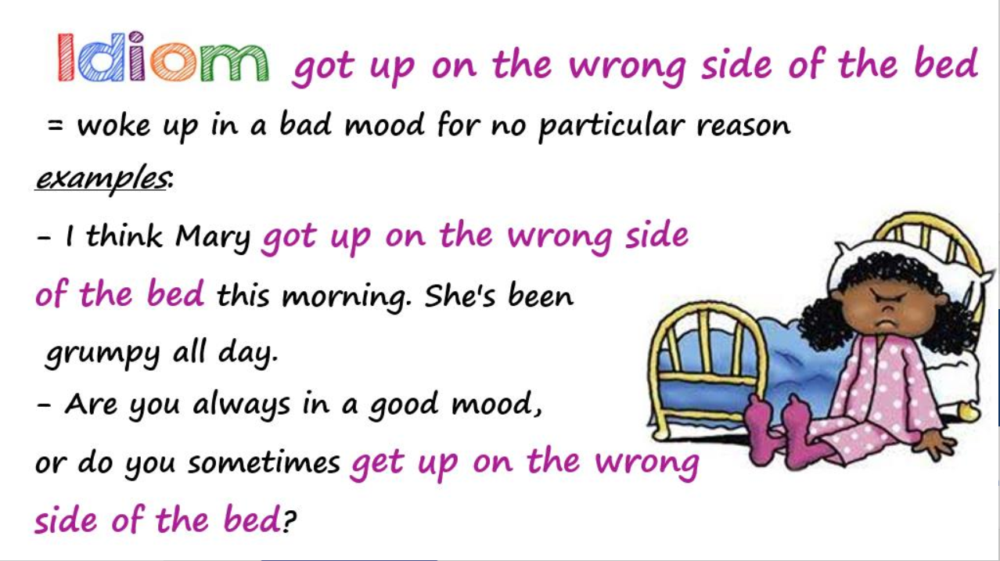 Idiom got up on the wrong side of the bed
= woke up in a bad mood for no particular reason
examples:
- I think Mary got up on the wrong side
of the bed this morning. She's been
grumpy all day.
- Are you always in a good mood,
or do you sometimes get up on the wrong
side of the bed?